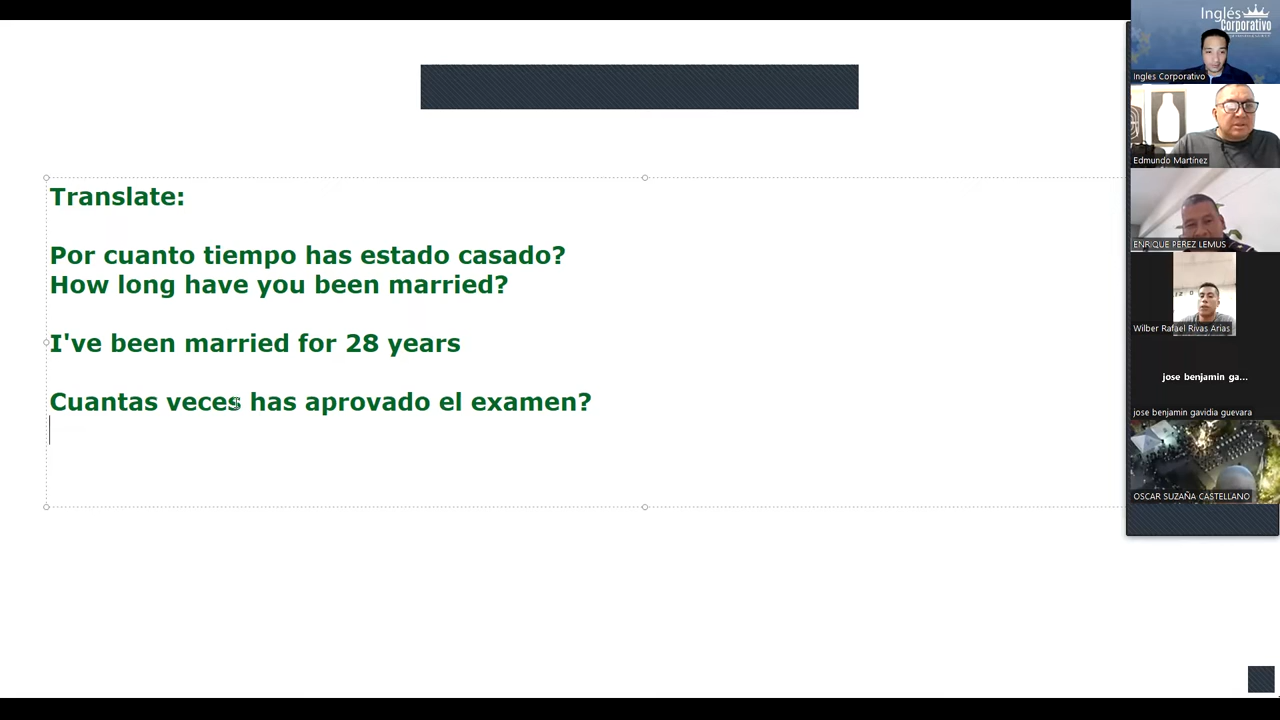 Translate:
Por cuanto tiempo has estado casado?
How long have you been married?
I've been married for 28 years
Cuantas veces has aprovado el examen?
Inglés
Corporativo
Ingles Corporativo
Edmundo Martínez
ENRIQUE PEREZ LEMUS
Wilber Rafael Rivas Arias
jose benjamin ga...
jose benjamin gavidia guevara
OSCAR SUZAÑA CASTELLANO